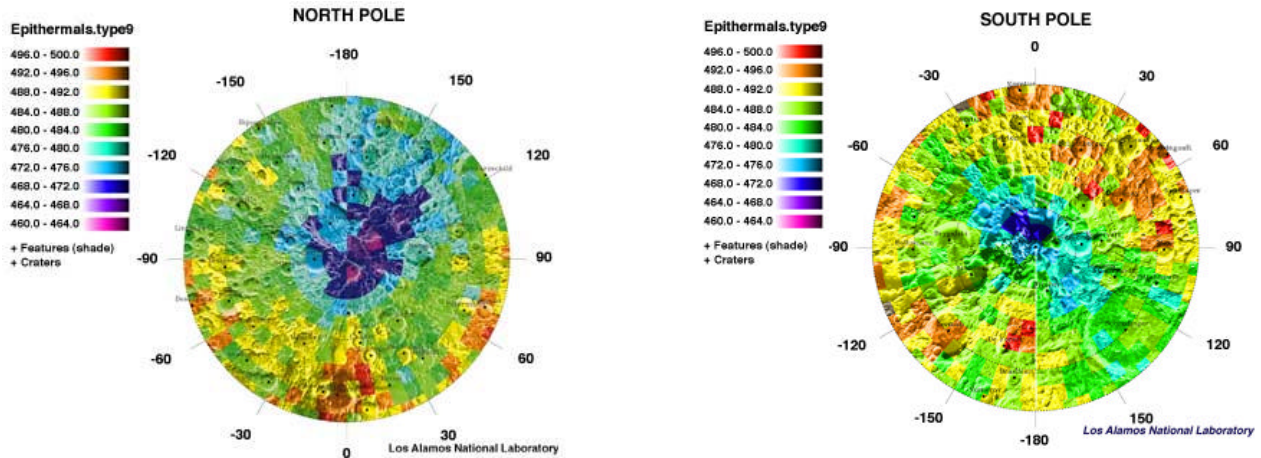 NORTH POLE
Epithermals.type9
496.0 - 500.0
492.0 - 496.0
488.0 - 492.0
484.0 - 488.0
480.0 - 484.0
476.0 - 480.0
472.0 - 476.0
468.0 - 472.0
464.0 - 468.0
460.0 - 464.0
+ Features (shade)
+ Craters
-180
-150
150
-120
120
-90
90
-60
60
-30
30
0
Los Alamos National Laboratory
SOUTH POLE
Epithermals.type9
496.0 - 500.0
492.0 - 496.0
488.0 - 492.0
484.0 - 488.0
480.0 - 484.0
476.0 - 480.0
472.0 - 476.0
468.0 - 472.0
464.0 - 468.0
460.0 - 464.0
+ Features (shade)
+ Craters
0
-30
30
-60
60
-90
90
-120
120
-150
150
-180
Los Alamos National Laboratory